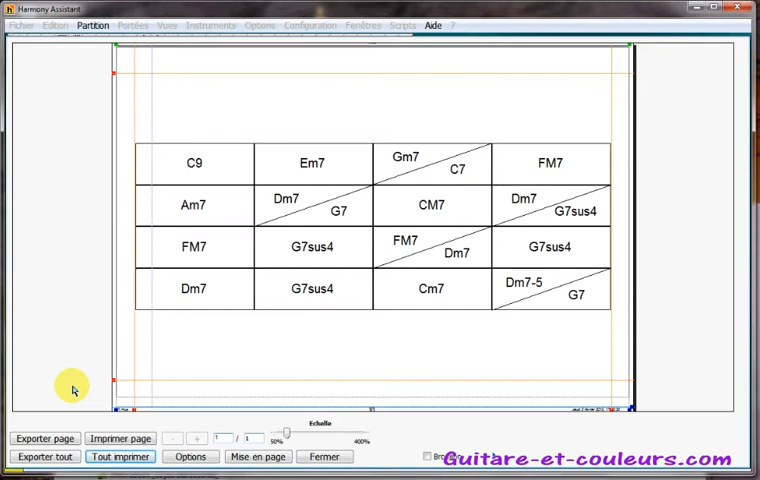 Harmony Assistant
Fichier Edition Partition Portées Vues Instruments Options Configuration Fenêtres Scripts Aide ?
C9 Em7 Gm7 C7 FM7
Am7 Dm7 G7 CM7 Dm7 G7sus4
FM7 G7sus4 FM7 Dm7 G7sus4
Dm7 G7sus4 Cm7 Dm7-5 G7
Echelle
Exporter page Imprimer page - + 1 / 1 50% 400%
Exporter tout Tout imprimer Options Mise en page Fermer
Guitare-et-couleurs.com